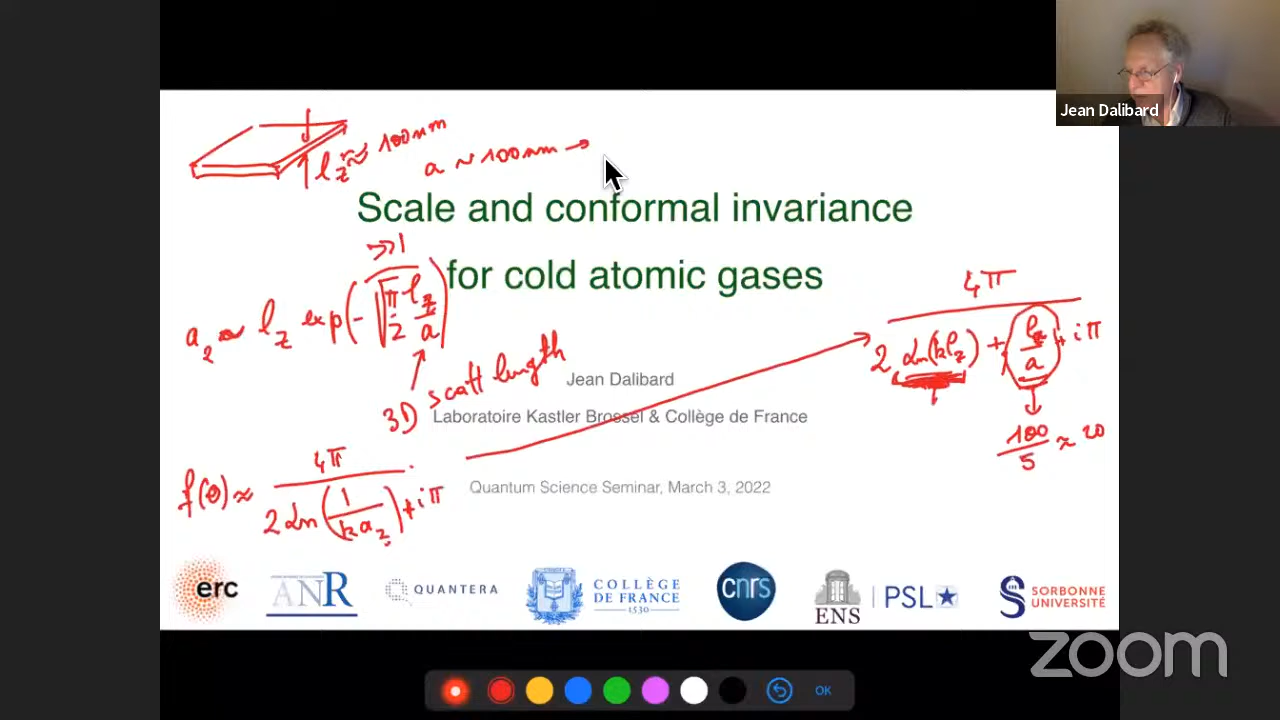 Jean Dalibard
l_z ≈ 100 nm
a ~ 100 nm →
Scale and conformal invariance
for cold atomic gases
>> 1
a_2 ~ l_z exp(-√(π/2) l_z/a)
3D scatt length
Jean Dalibard
Laboratoire Kastler Brossel & Collège de France
4π
2 ln(k l_z) + l_z/a + iπ
100/5 ≈ 20
f(θ) ≈ 4π
2 ln(1/(k a_2)) + iπ
Quantum Science Seminar, March 3, 2022
erc
ANR
QUANTERA
COLLÈGE
DE FRANCE
1530
cnrs
ENS
PSL
SORBONNE
UNIVERSITÉ
zoom
OK